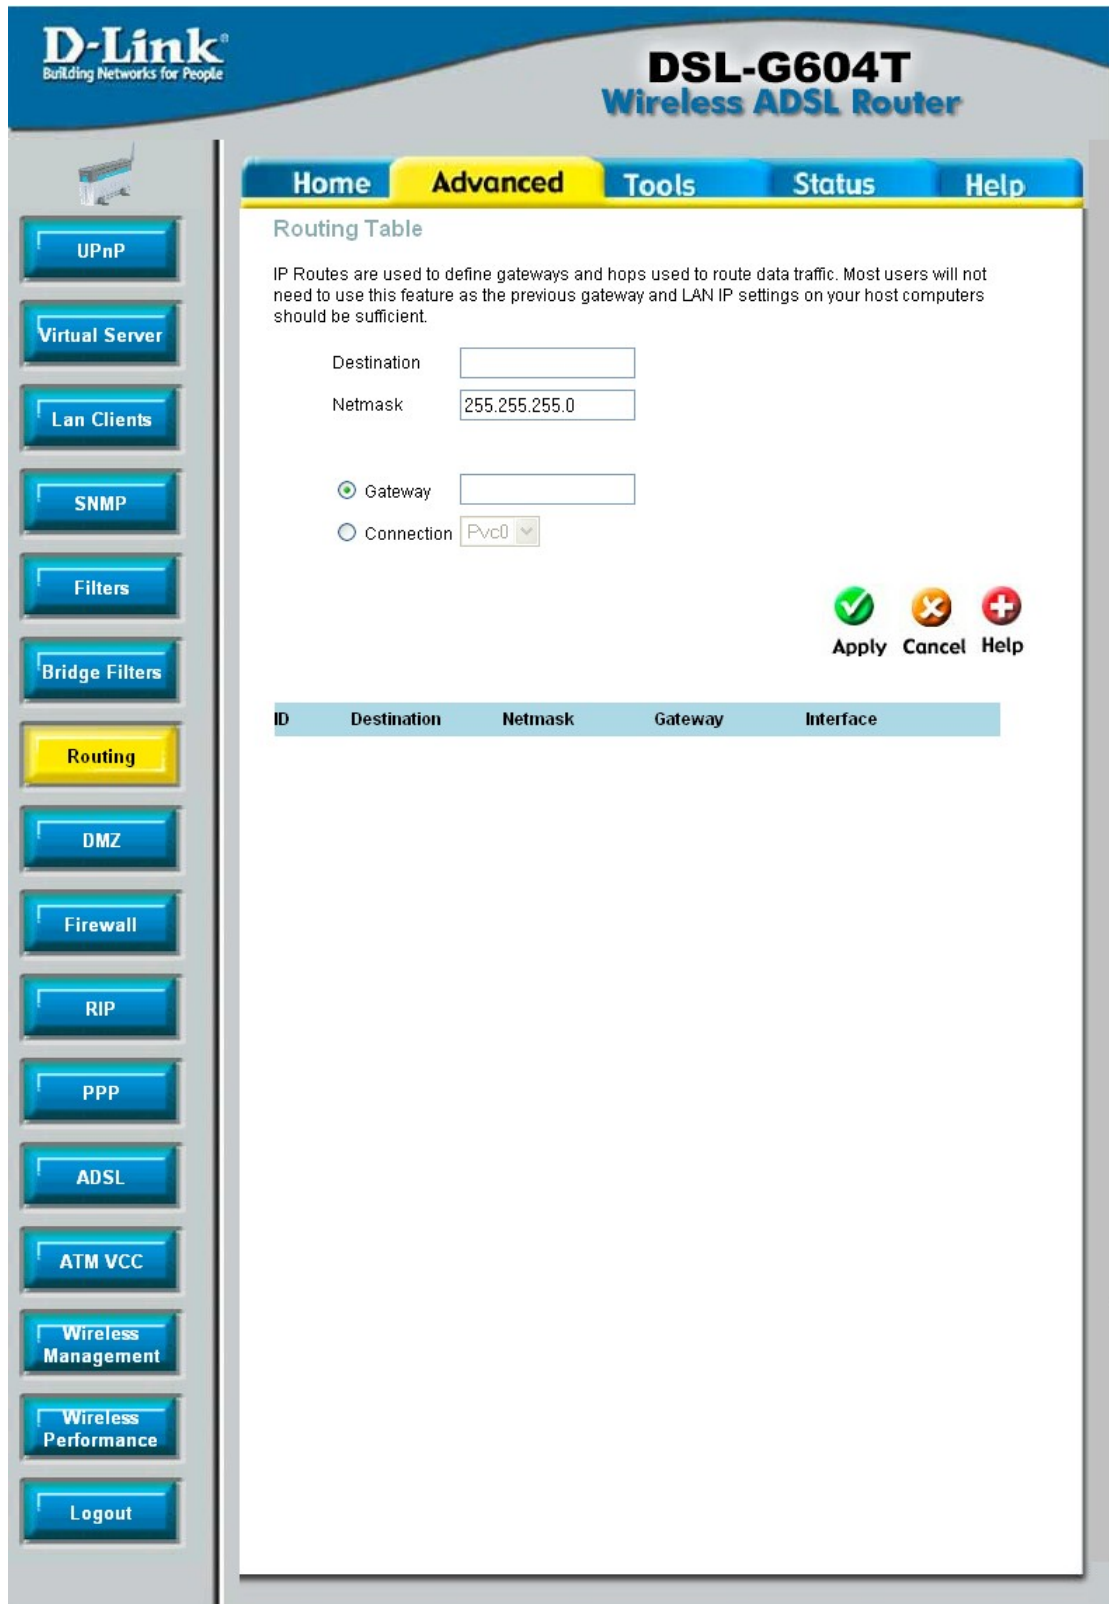 D-Link®
Building Networks for People
DSL-G604T
Wireless ADSL Router
Home Advanced Tools Status Help
UPnP
Virtual Server
Lan Clients
SNMP
Filters
Bridge Filters
Routing
DMZ
Firewall
RIP
PPP
ADSL
ATM VCC
Wireless
Management
Wireless
Performance
Logout
Routing Table
IP Routes are used to define gateways and hops used to route data traffic. Most users will not
need to use this feature as the previous gateway and LAN IP settings on your host computers
should be sufficient.
Destination
Netmask 255.255.255.0
Gateway
Connection Pvc0
Apply Cancel Help
ID Destination Netmask Gateway Interface